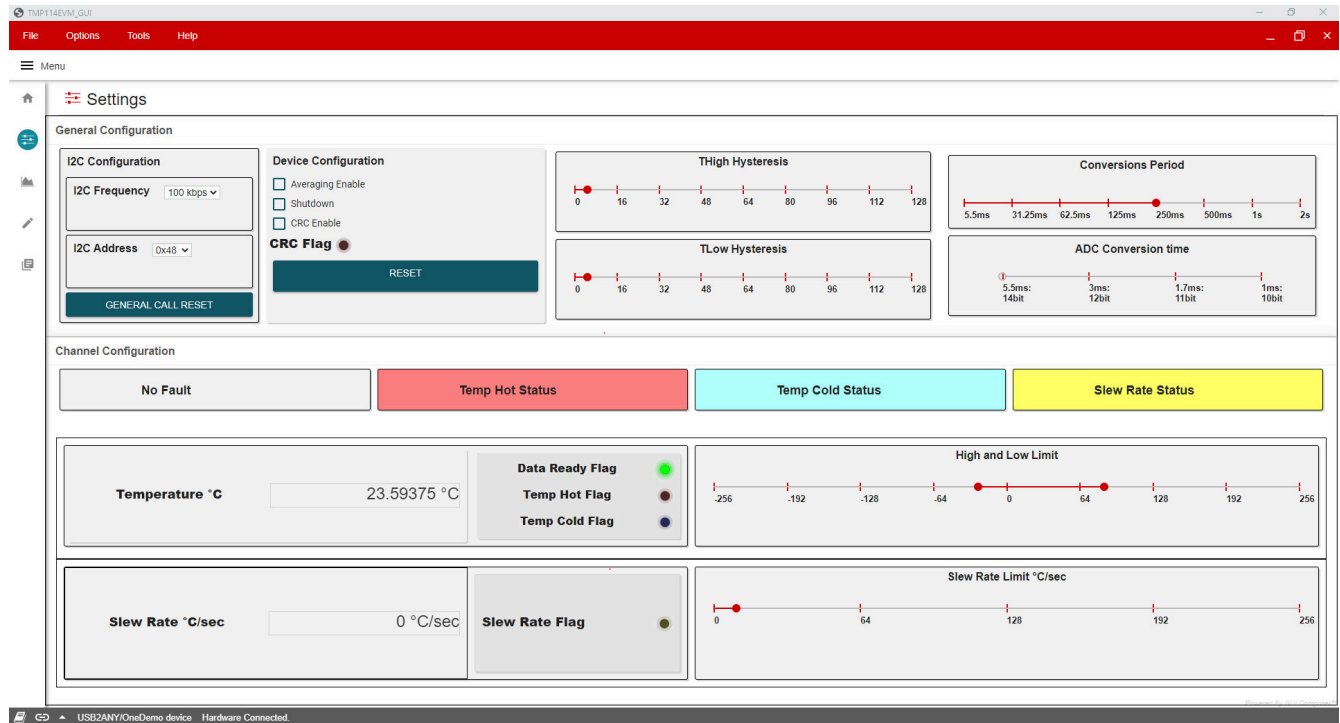 TMP114EVM_GUI
File Options Tools Help
Menu
Settings
General Configuration
I2C Configuration
I2C Frequency 100 kbps
I2C Address 0x48
GENERAL CALL RESET
Device Configuration
Averaging Enable
Shutdown
CRC Enable
CRC Flag
RESET
THigh Hysteresis
0 16 32 48 64 80 96 112 128
TLow Hysteresis
0 16 32 48 64 80 96 112 128
Conversions Period
5.5ms 31.25ms 62.5ms 125ms 250ms 500ms 1s 2s
ADC Conversion time
5.5ms: 3ms: 1.7ms: 1ms:
14bit 12bit 11bit 10bit
Channel Configuration
No Fault Temp Hot Status Temp Cold Status Slew Rate Status
Temperature °C 23.59375 °C
Data Ready Flag
Temp Hot Flag
Temp Cold Flag
High and Low Limit
-256 -192 -128 -64 0 64 128 192 256
Slew Rate °C/sec 0 °C/sec
Slew Rate Flag
Slew Rate Limit °C/sec
0 64 128 192 256
Powered By GUI Composer
USB2ANY/OneDemo device Hardware Connected.